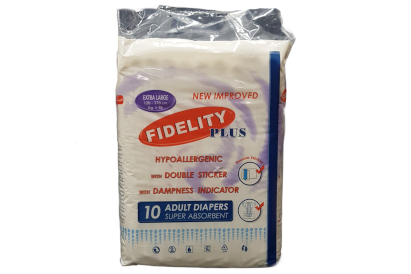 NEW IMPROVED
EXTRA LARGE
FIDELITY
PLUS
HYPOALLERGENIC
WITH DOUBLE STICKER
WITH DAMPNESS INDICATOR
10 ADULT DIAPERS
SUPER ABSORBENT